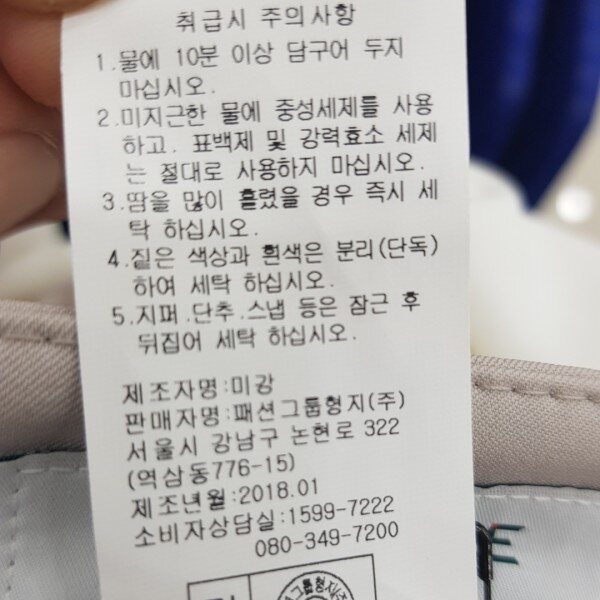 취급시 주의사항
1.물에 10분 이상 담구어 두지
마십시오.
2.미지근한 물에 중성세제를 사용
하고. 표백제 및 강력효소 세제
는 절대로 사용하지 마십시오.
3.땀을 많이 흘렸을 경우 즉시 세
탁 하십시오.
4.짙은 색상과 흰색은 분리(단독)
하여 세탁 하십시오.
5.지퍼.단추.스냅 등은 잠근 후
뒤집어 세탁 하십시오.
제조자명:미강
판매자명:패션그룹형지(주)
서울시 강남구 논현로 322
(역삼동776-15)
제조년월:2018.01
소비자상담실:1599-7222
080-349-7200